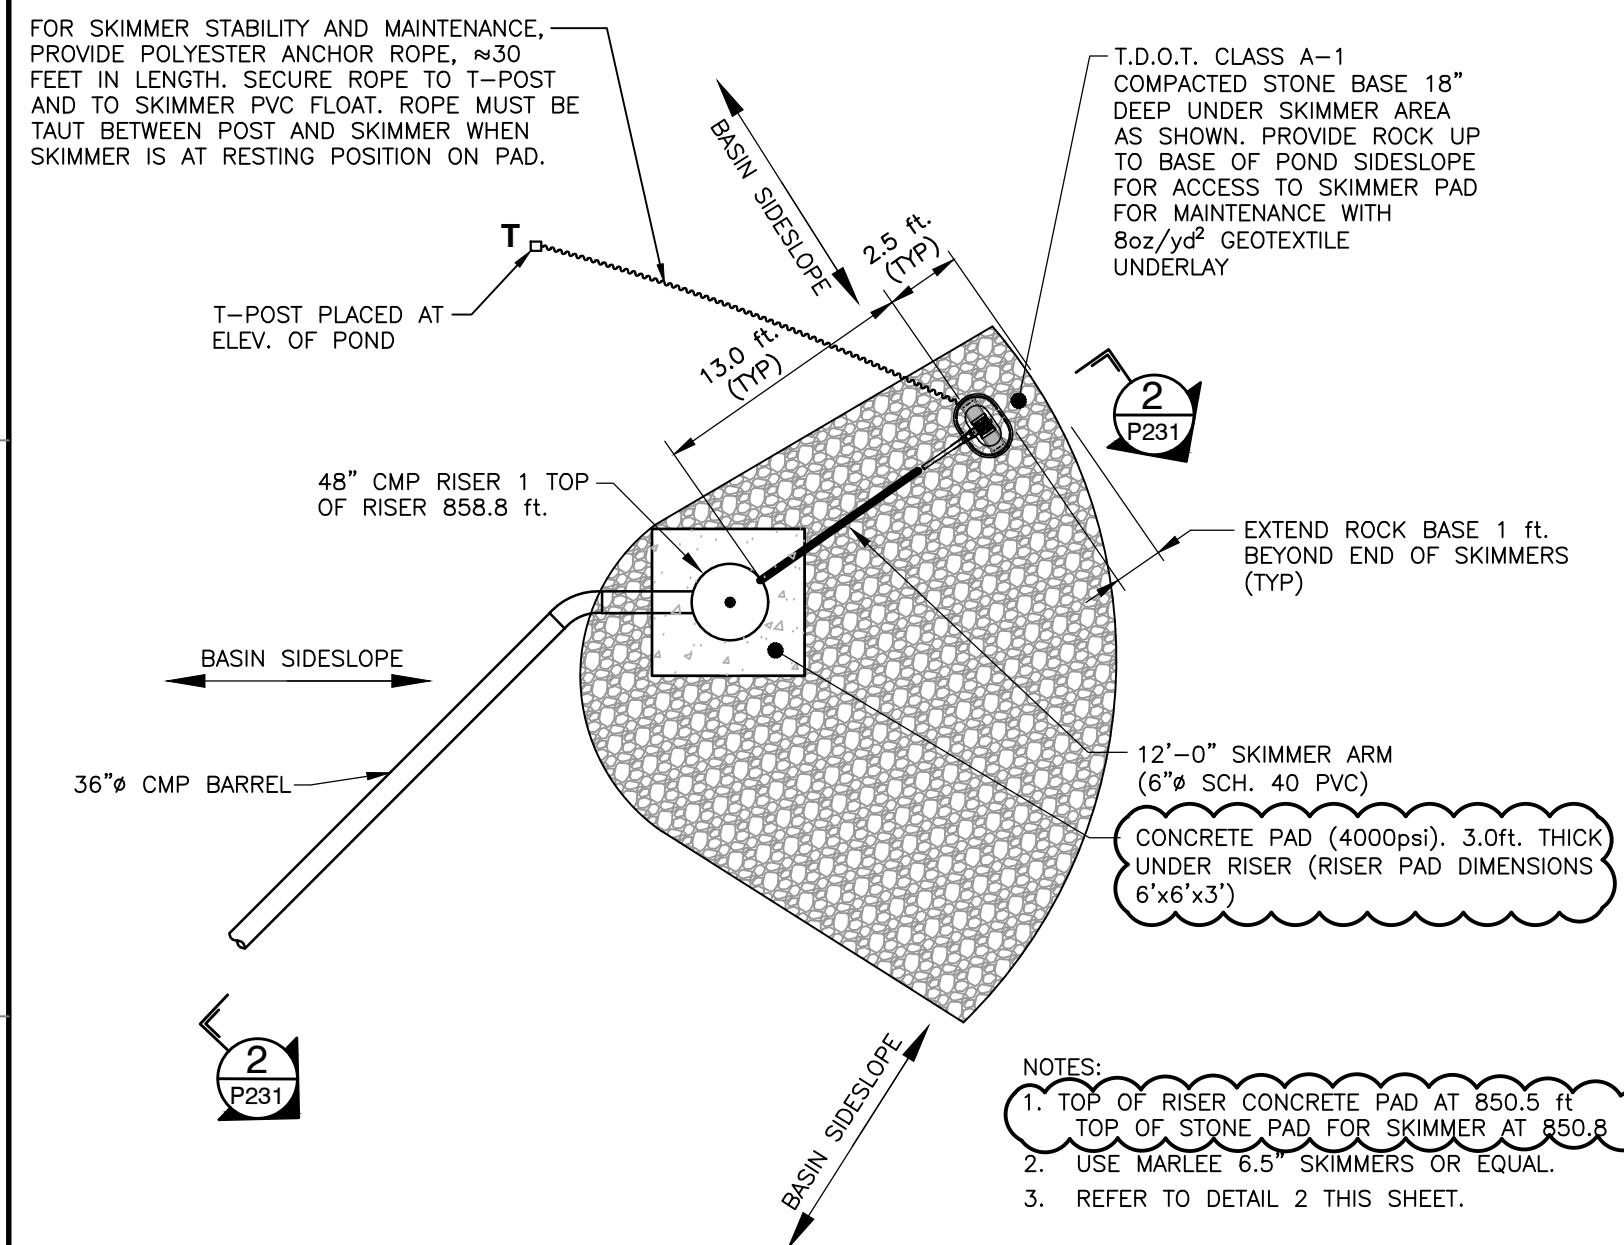 FOR SKIMMER STABILITY AND MAINTENANCE,
PROVIDE POLYESTER ANCHOR ROPE, ≈30
FEET IN LENGTH. SECURE ROPE TO T-POST
AND TO SKIMMER PVC FLOAT. ROPE MUST BE
TAUT BETWEEN POST AND SKIMMER WHEN
SKIMMER IS AT RESTING POSITION ON PAD.
T.D.O.T. CLASS A-1
COMPACTED STONE BASE 18"
DEEP UNDER SKIMMER AREA
AS SHOWN. PROVIDE ROCK UP
TO BASE OF POND SIDESLOPE
FOR ACCESS TO SKIMMER PAD
FOR MAINTENANCE WITH
8oz/yd² GEOTEXTILE
UNDERLAY
BASIN SIDESLOPE
T
T-POST PLACED AT
ELEV. OF POND
2.5 ft.
(TYP)
13.0 ft.
(TYP)
2
P231
48" CMP RISER 1 TOP
OF RISER 858.8 ft.
EXTEND ROCK BASE 1 ft.
BEYOND END OF SKIMMERS
(TYP)
BASIN SIDESLOPE
36"ø CMP BARREL
12'-0" SKIMMER ARM
(6"ø SCH. 40 PVC)
CONCRETE PAD (4000psi). 3.0ft. THICK
UNDER RISER (RISER PAD DIMENSIONS
6'x6'x3')
2
P231
BASIN SIDESLOPE
NOTES:
1. TOP OF RISER CONCRETE PAD AT 850.5 ft
TOP OF STONE PAD FOR SKIMMER AT 850.8
2. USE MARLEE 6.5" SKIMMERS OR EQUAL.
3. REFER TO DETAIL 2 THIS SHEET.